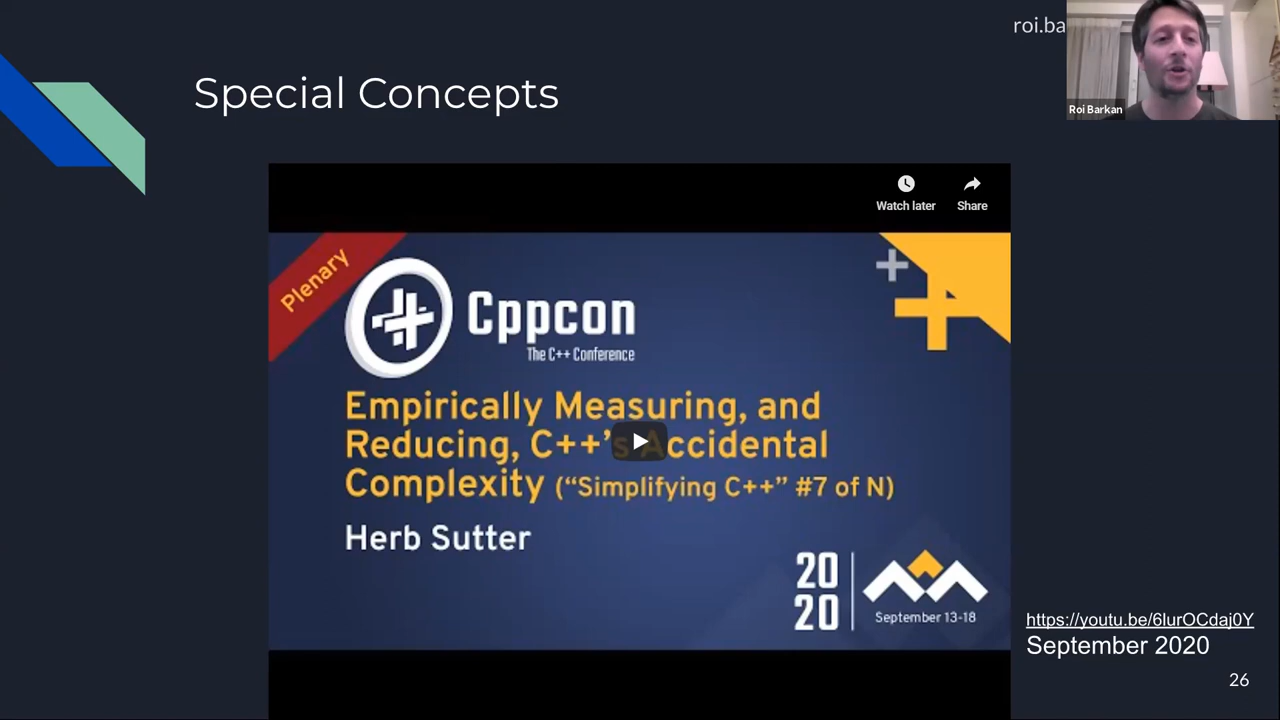 roi.ba
Roi Barkan
Special Concepts
Watch later
Share
Plenary
Cppcon
The C++ Conference
Empirically Measuring, and
Reducing, C++'s Accidental
Complexity ("Simplifying C++" #7 of N)
Herb Sutter
20
20
September 13-18
https://youtu.be/6lurOCdaj0Y
September 2020
26